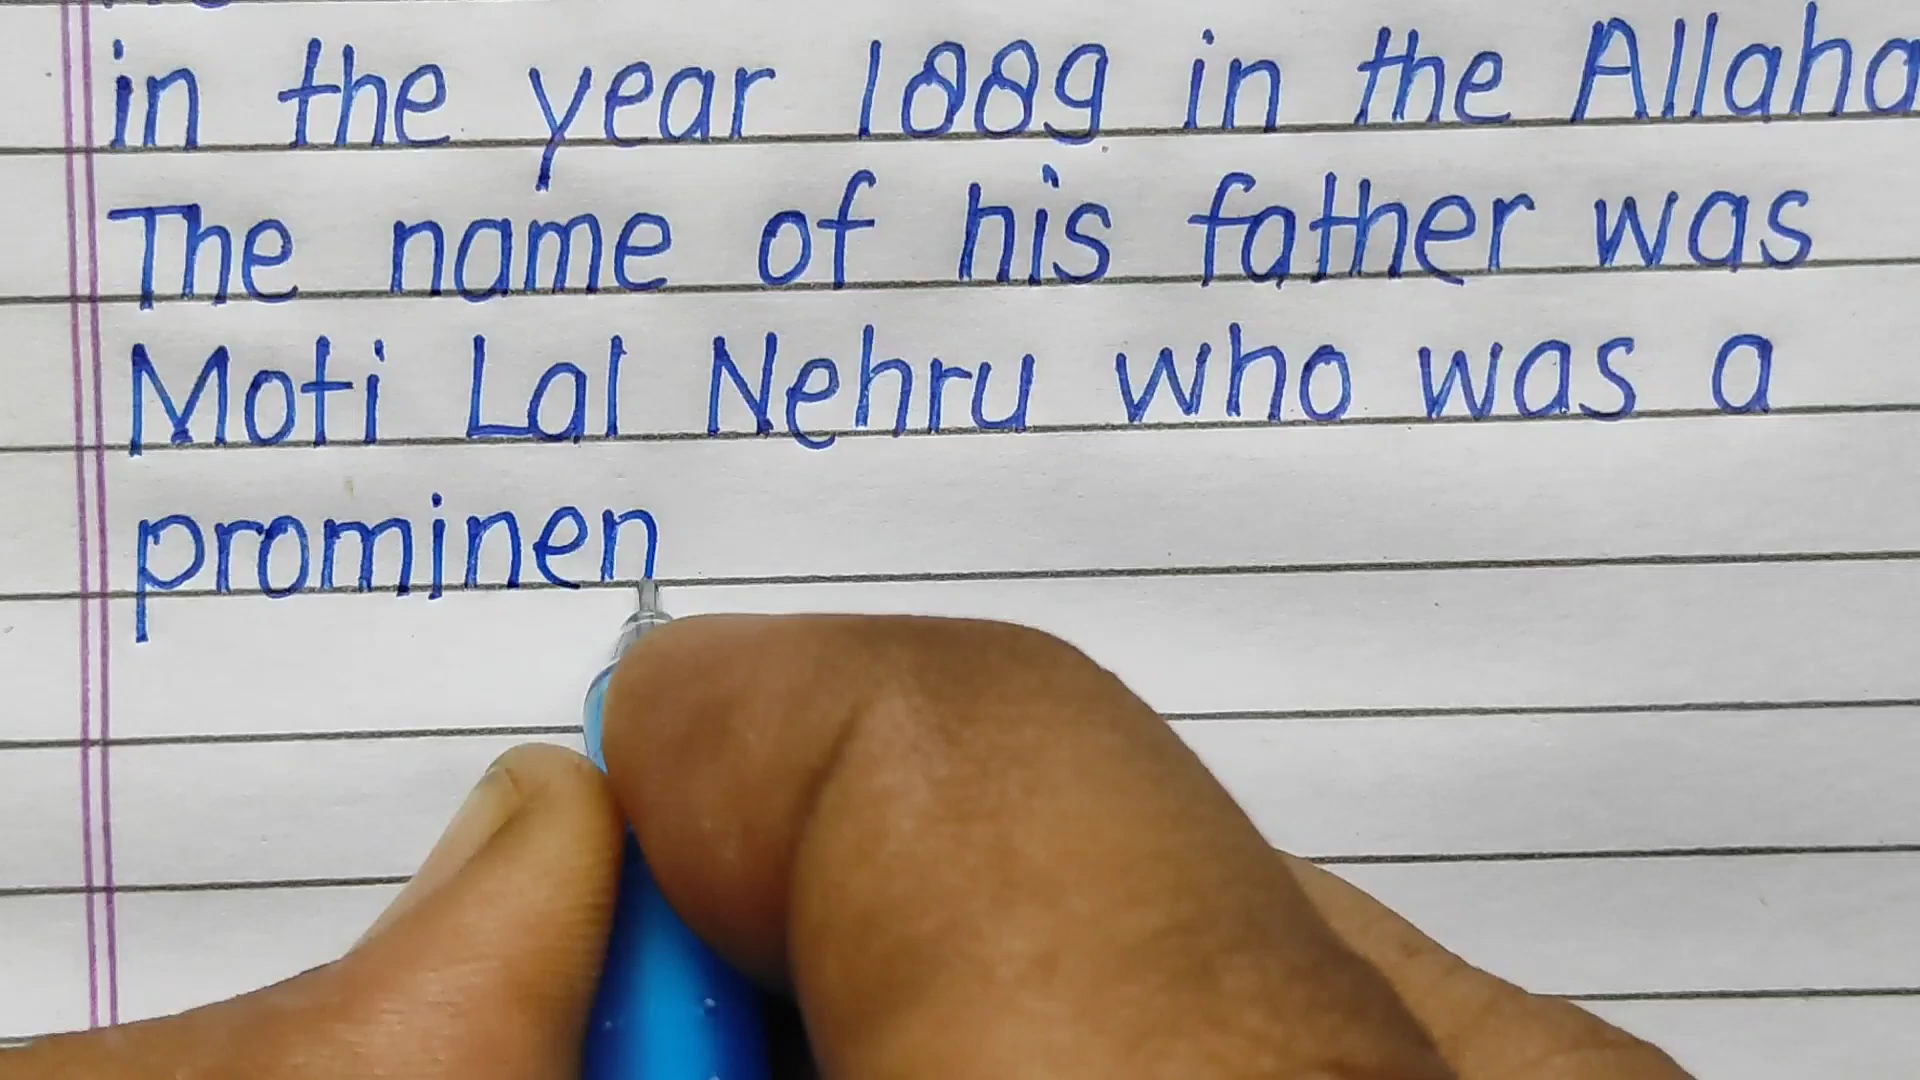 in the year 1889 in the Allaha
The name of his father was
Moti Lal Nehru who was a
prominen